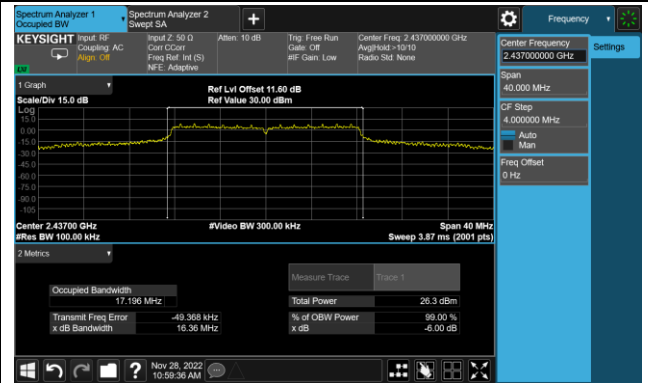 Spectrum Analyzer 1
Occupied BW
Spectrum Analyzer 2
Swept SA
Frequency
KEYSIGHT
Input: RF
Coupling: AC
Align: Off
Input Z: 50 Ω
Corr CCorr
Freq Ref: Int (S)
NFE: Adaptive
Atten: 10 dB
Trig: Free Run
Gate: Off
#IF Gain: Low
Center Freq: 2.437000000 GHz
Avg|Hold:>10/10
Radio Std: None
Center Frequency
2.437000000 GHz
Settings
Span
40.000 MHz
CF Step
4.000000 MHz
Auto
Man
Freq Offset
0 Hz
1 Graph
Scale/Div 15.0 dB
Ref Lvl Offset 11.60 dB
Ref Value 30.00 dBm
Log
15.0
0.00
-15.0
-30.0
-45.0
-60.0
-75.0
-90.0
-105
Center 2.43700 GHz
#Res BW 100.00 kHz
#Video BW 300.00 kHz
Span 40 MHz
Sweep 3.87 ms (2001 pts)
2 Metrics
Measure Trace
Trace 1
Occupied Bandwidth
17.196 MHz
Total Power
26.3 dBm
Transmit Freq Error
-49.368 kHz
% of OBW Power
99.00 %
x dB Bandwidth
16.36 MHz
x dB
-6.00 dB
?
Nov 28, 2022
10:59:36 AM